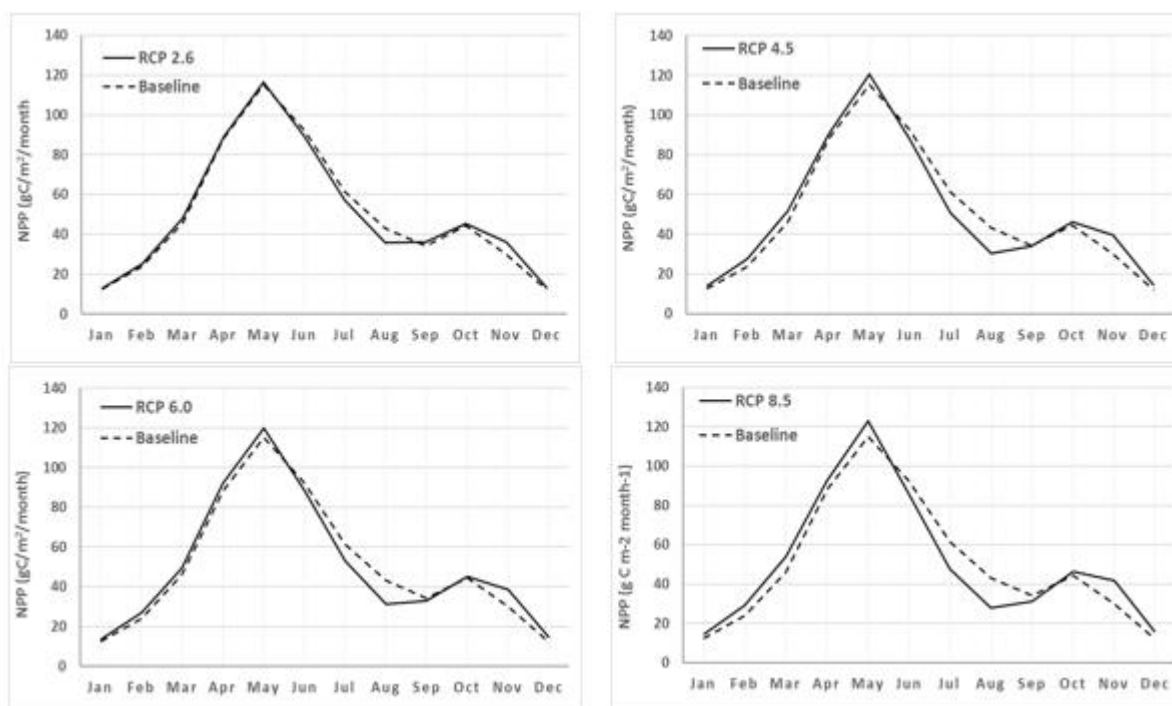 140
120
100
80
60
40
20
0
NPP (gC/m²/month
RCP 2.6
Baseline
Jan Feb Mar Apr May Jun Jul Aug Sep Oct Nov Dec
140
120
100
80
60
40
20
0
NPP (gC/m²/month)
RCP 4.5
Baseline
Jan Feb Mar Apr May Jun Jul Aug Sep Oct Nov Dec
140
120
100
80
60
40
20
0
NPP (gC/m²/month)
RCP 6.0
Baseline
Jan Feb Mar Apr May Jun Jul Aug Sep Oct Nov Dec
140
120
100
80
60
40
20
0
NPP (g C m-2 month-1)
RCP 8.5
Baseline
Jan Feb Mar Apr May Jun Jul Aug Sep Oct Nov Dec